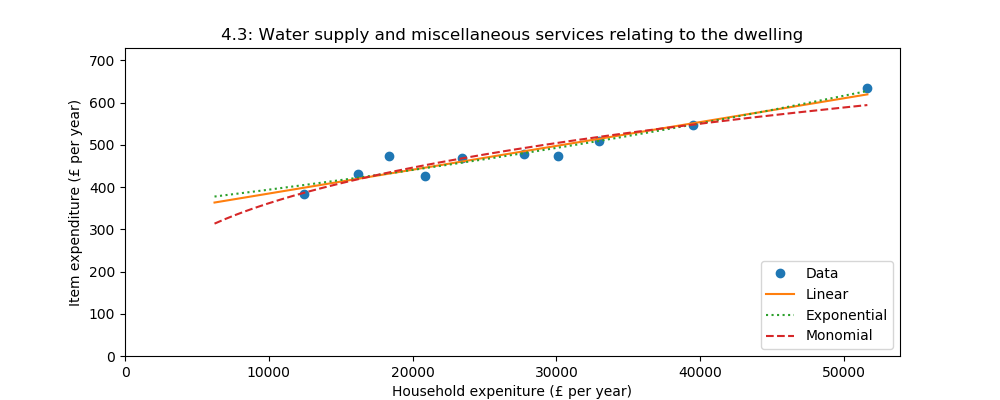 4.3: Water supply and miscellaneous services relating to the dwelling
Item expenditure (£ per year)
700
600
500
400
300
200
100
0
0 10000 20000 30000 40000 50000
Household expeniture (£ per year)
Data
Linear
Exponential
Monomial